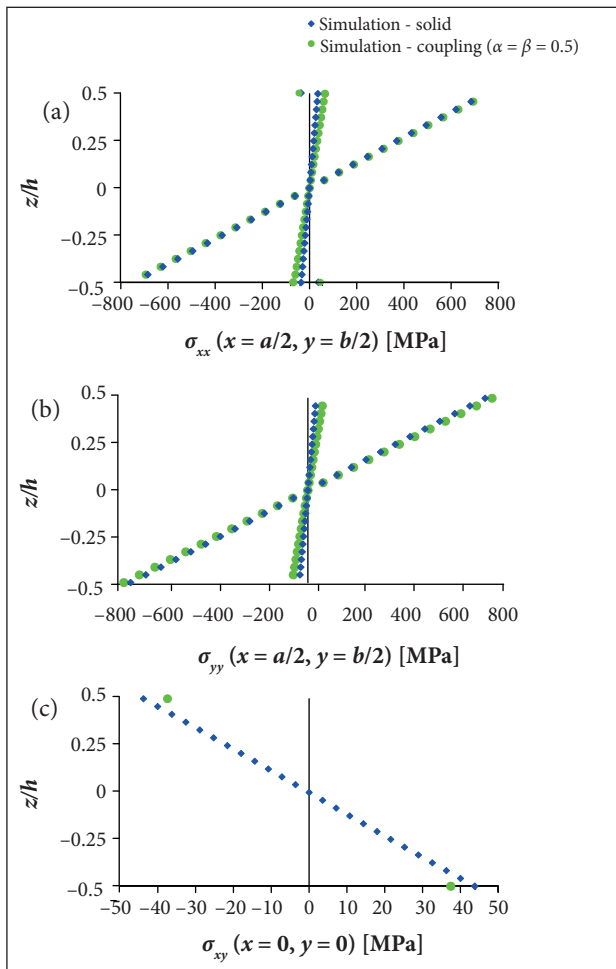 Simulation - solid
Simulation - coupling (α = β = 0.5)
(a)
0.5
0.25
0
−0.25
−0.5
z/h
−800 −600 −400 −200 0 200 400 600 800
σxx (x = a/2, y = b/2) [MPa]
(b)
0.5
0.25
0
−0.25
−0.5
z/h
−800 −600 −400 −200 0 200 400 600 800
σyy (x = a/2, y = b/2) [MPa]
(c)
0.5
0.25
0
−0.25
−0.5
z/h
−50 −40 −30 −20 −10 0 10 20 30 40 50
σxy (x = 0, y = 0) [MPa]